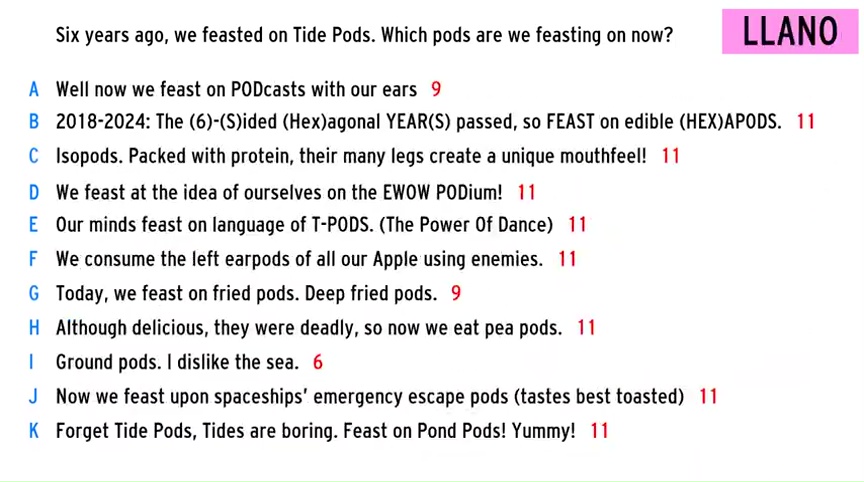 Six years ago, we feasted on Tide Pods. Which pods are we feasting on now?
LLANO
A Well now we feast on PODcasts with our ears 9
B 2018-2024: The (6)-(S)ided (Hex)agonal YEAR(S) passed, so FEAST on edible (HEX)APODS. 11
C Isopods. Packed with protein, their many legs create a unique mouthfeel! 11
D We feast at the idea of ourselves on the EWOW PODium! 11
E Our minds feast on language of T-PODS. (The Power Of Dance) 11
F We consume the left earpods of all our Apple using enemies. 11
G Today, we feast on fried pods. Deep fried pods. 9
H Although delicious, they were deadly, so now we eat pea pods. 11
I Ground pods. I dislike the sea. 6
J Now we feast upon spaceships' emergency escape pods (tastes best toasted) 11
K Forget Tide Pods, Tides are boring. Feast on Pond Pods! Yummy! 11